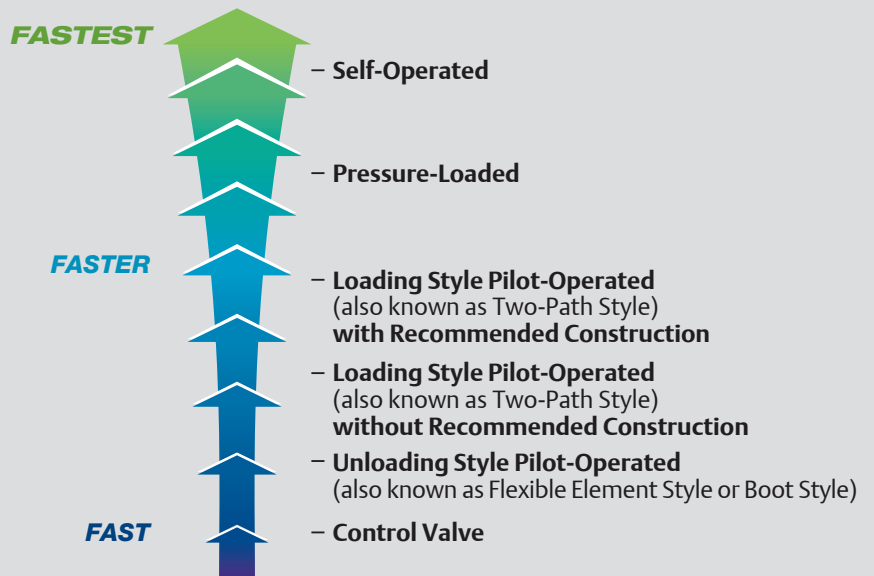 FASTEST
– Self-Operated
– Pressure-Loaded
FASTER
– Loading Style Pilot-Operated
(also known as Two-Path Style)
with Recommended Construction
– Loading Style Pilot-Operated
(also known as Two-Path Style)
without Recommended Construction
– Unloading Style Pilot-Operated
(also known as Flexible Element Style or Boot Style)
FAST
– Control Valve